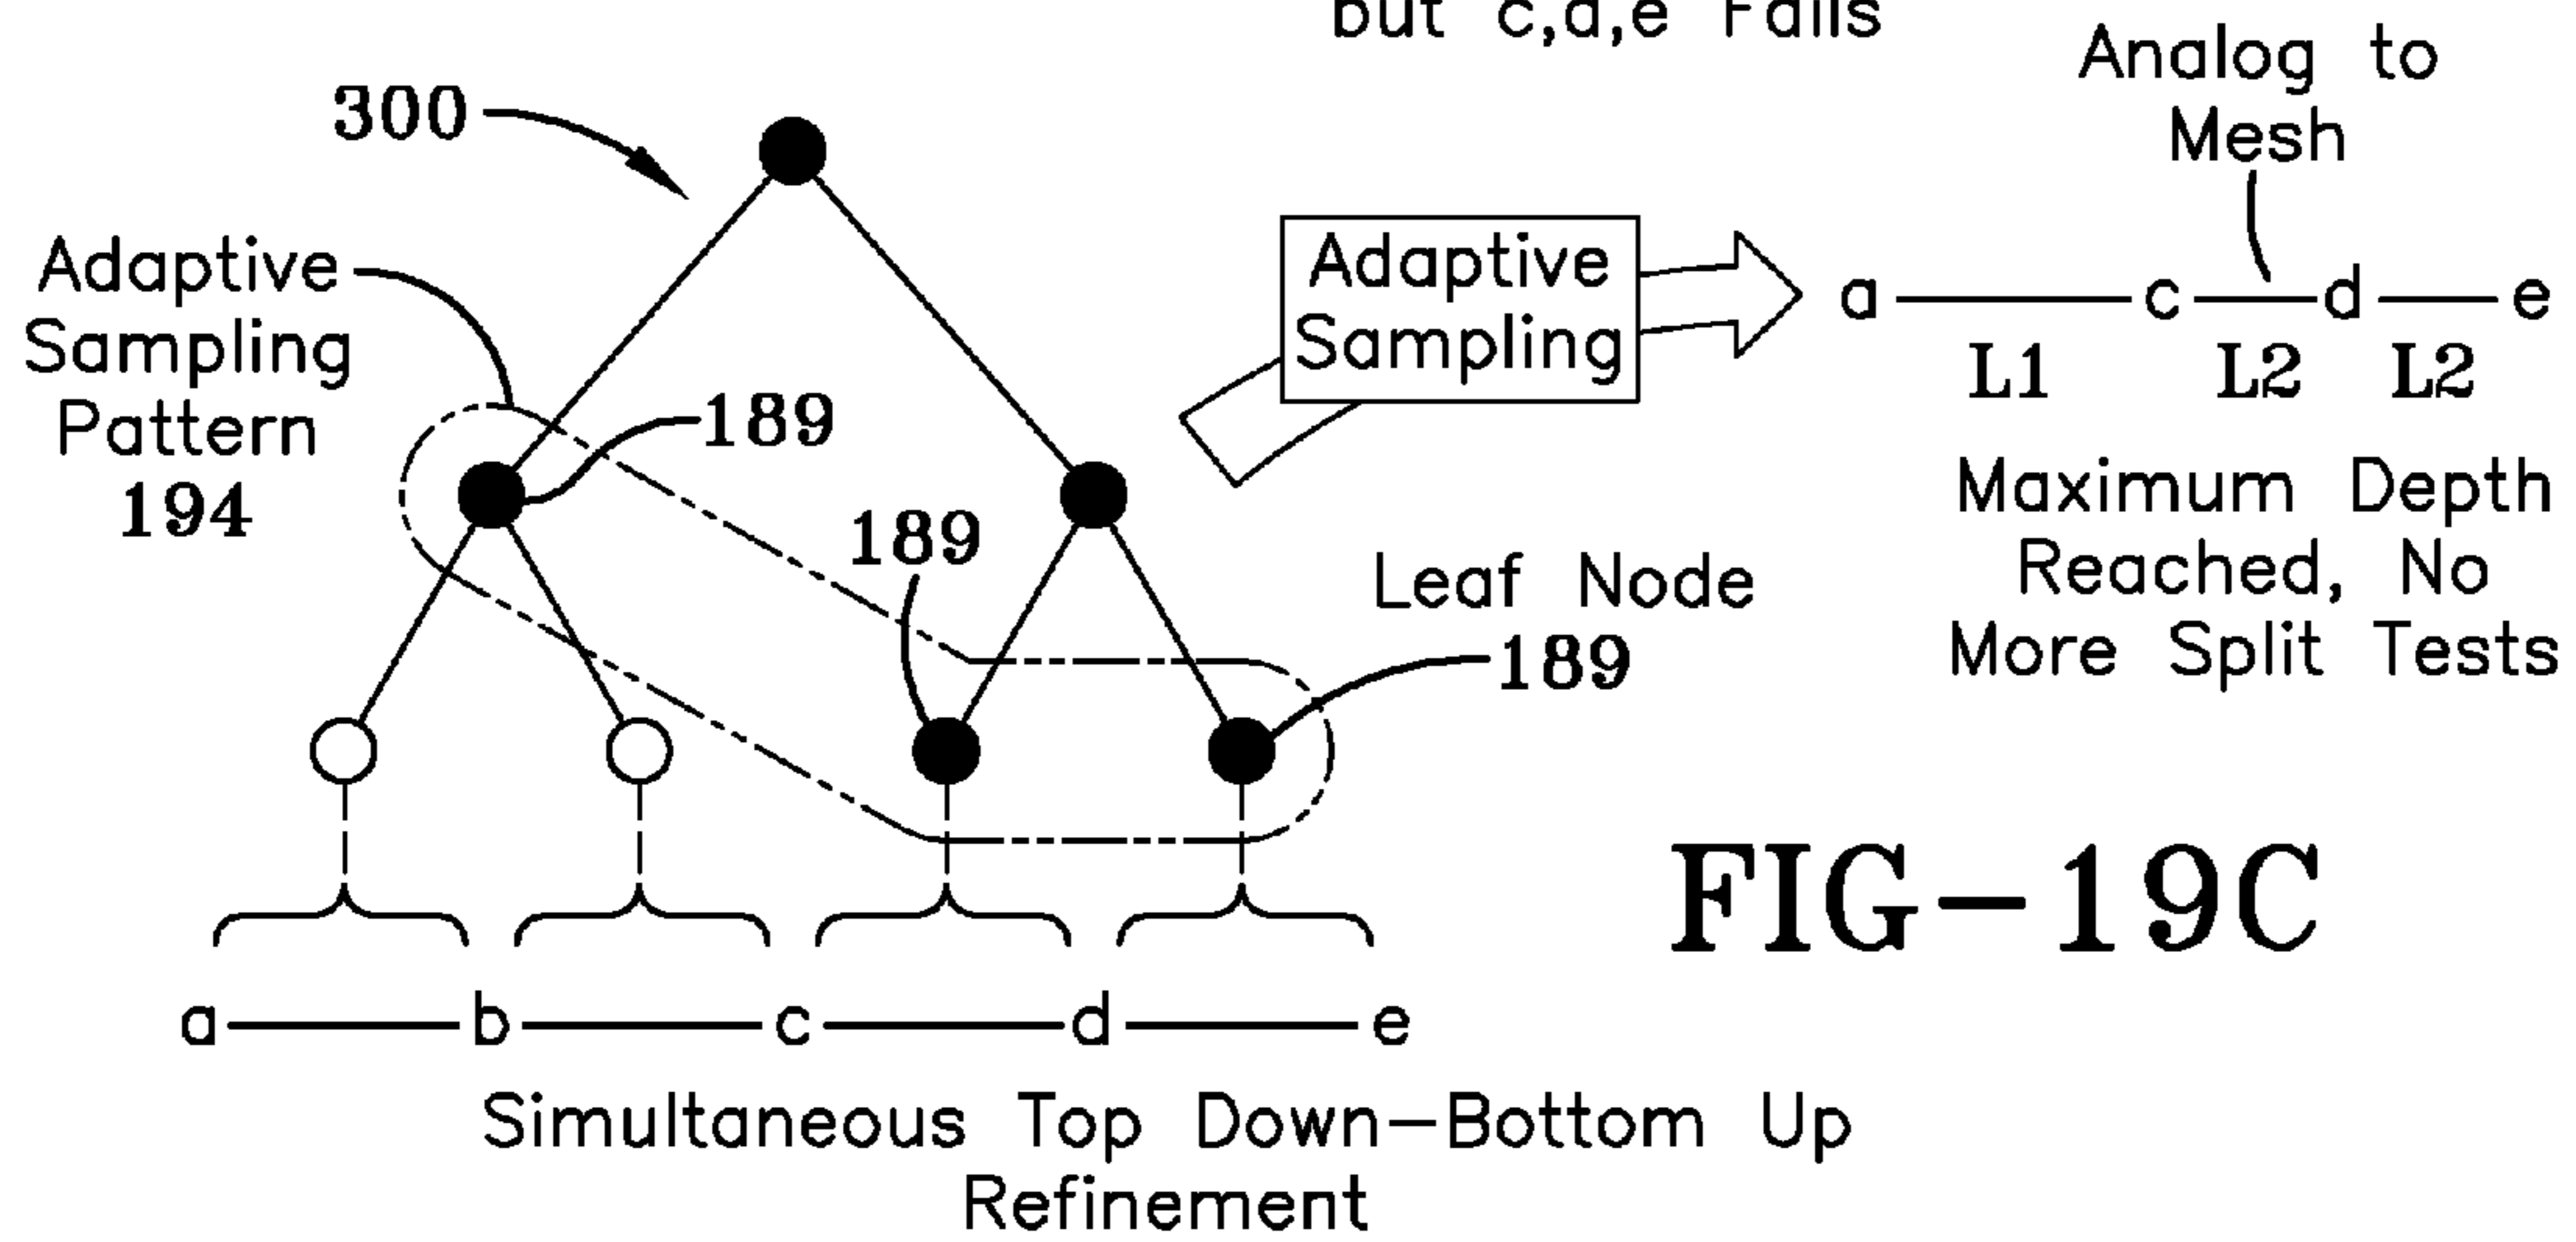 but c,d,e Fails
Analog to
Mesh
300
Adaptive
Sampling
Pattern
194
189
189
Adaptive
Sampling
a c d e
L1 L2 L2
Maximum Depth
Reached, No
More Split Tests
Leaf Node
189
a b c d e
Simultaneous Top Down-Bottom Up
Refinement
FIG-19C